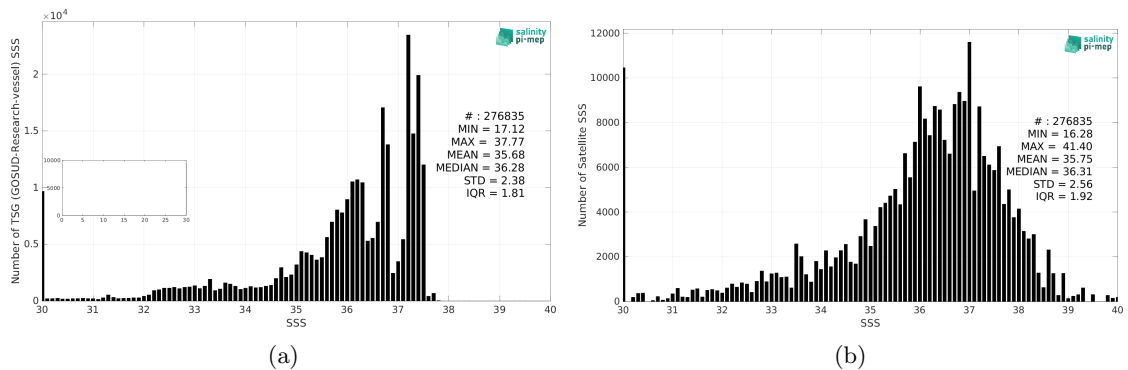 ×10⁴
Number of TSG (GOSUD-Research-vessel) SSS
2
1.5
1
0.5
0
10000
5000
0
0 5 10 15 20 25 30
salinity
pi-mep
# : 276835
MIN = 17.12
MAX = 37.77
MEAN = 35.68
MEDIAN = 36.28
STD = 2.38
IQR = 1.81
30 31 32 33 34 35 36 37 38 39 40
SSS
(a)
Number of Satellite SSS
12000
10000
8000
6000
4000
2000
0
salinity
pi-mep
# : 276835
MIN = 16.28
MAX = 41.40
MEAN = 35.75
MEDIAN = 36.31
STD = 2.56
IQR = 1.92
30 31 32 33 34 35 36 37 38 39 40
SSS
(b)